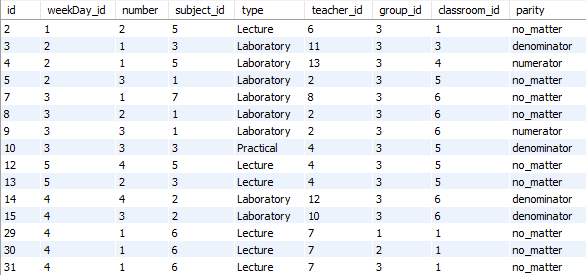 id weekDay_id number subject_id type teacher_id group_id classroom_id parity
2 1 2 5 Lecture 6 3 1 no_matter
3 2 1 3 Laboratory 11 3 3 denominator
4 2 1 5 Laboratory 13 3 4 numerator
5 2 3 1 Laboratory 2 3 5 no_matter
7 3 1 7 Laboratory 8 3 6 no_matter
8 3 2 1 Laboratory 2 3 6 no_matter
9 3 3 1 Laboratory 2 3 6 numerator
10 3 3 3 Practical 4 3 5 denominator
12 5 4 5 Lecture 4 3 5 no_matter
13 5 2 3 Lecture 4 3 5 no_matter
14 4 4 2 Laboratory 12 3 6 denominator
15 4 3 2 Laboratory 10 3 6 denominator
29 4 1 6 Lecture 7 1 1 no_matter
30 4 1 6 Lecture 7 2 1 no_matter
31 4 1 6 Lecture 7 3 1 no_matter